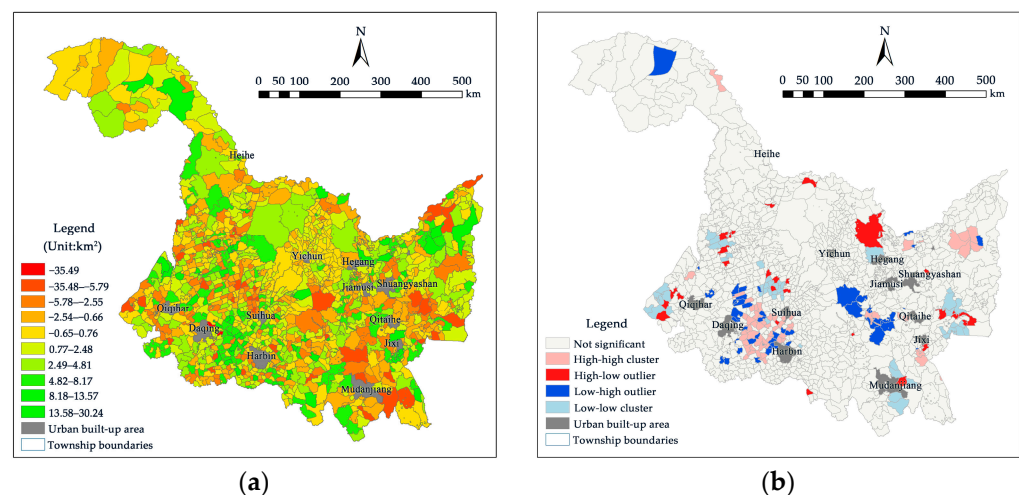 N
0 50 100 200 300 400 500
km
Heihe
Legend
(Unit:km²)
−35.49
−35.48–−5.79
−5.78–−2.55
−2.54–−0.66
−0.65–0.76
0.77–2.48
2.49–4.81
4.82–8.17
8.18–13.57
13.58–30.24
Urban built-up area
Township boundaries
Yichun
Hegang
Jiamusi
Shuangyashan
Qiqihar
Daqing
Suihua
Qitaihe
Harbin
Jixi
Mudanjiang
(a)
N
0 50 100 200 300 400 500
km
Heihe
Yichun
Hegang
Shuangyashan
Jiamusi
Qiqihar
Suihua
Daqing
Qitaihe
Harbin
Jixi
Mudanjiang
Legend
Not significant
High-high cluster
High-low outlier
Low-high outlier
Low-low cluster
Urban built-up area
Township boundaries
(b)